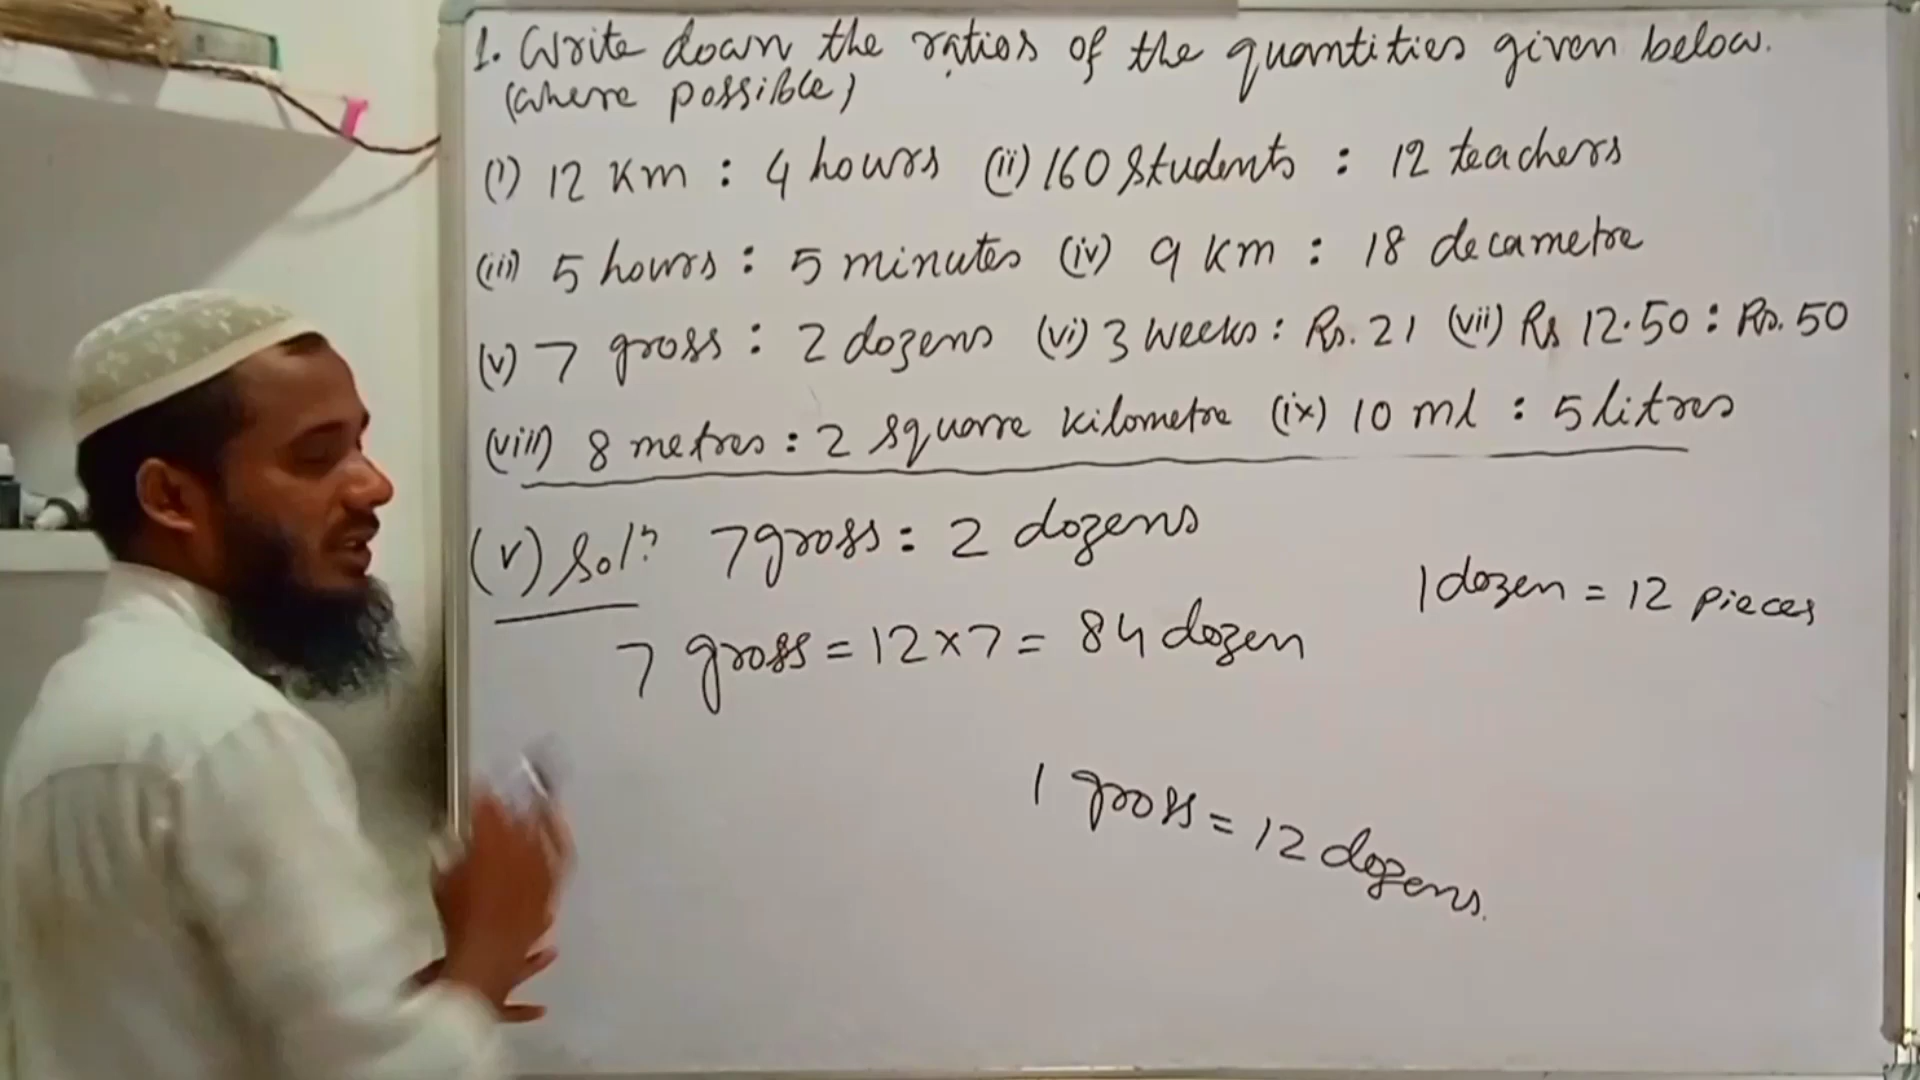 1. Write down the ratios of the quantities given below.
(where possible)
(i) 12 Km : 4 hours (ii) 160 students : 12 teachers
(iii) 5 hours : 5 minutes (iv) 9 Km : 18 decametre
(v) 7 gross : 2 dozens (vi) 3 weeks : Rs. 21 (vii) Rs 12.50 : Rs. 50
(viii) 8 metres : 2 square kilometre (ix) 10 ml : 5 litres
(v) Solⁿ 7 gross : 2 dozens
1 dozen = 12 pieces
7 gross = 12 × 7 = 84 dozen
1 gross = 12 dozens.